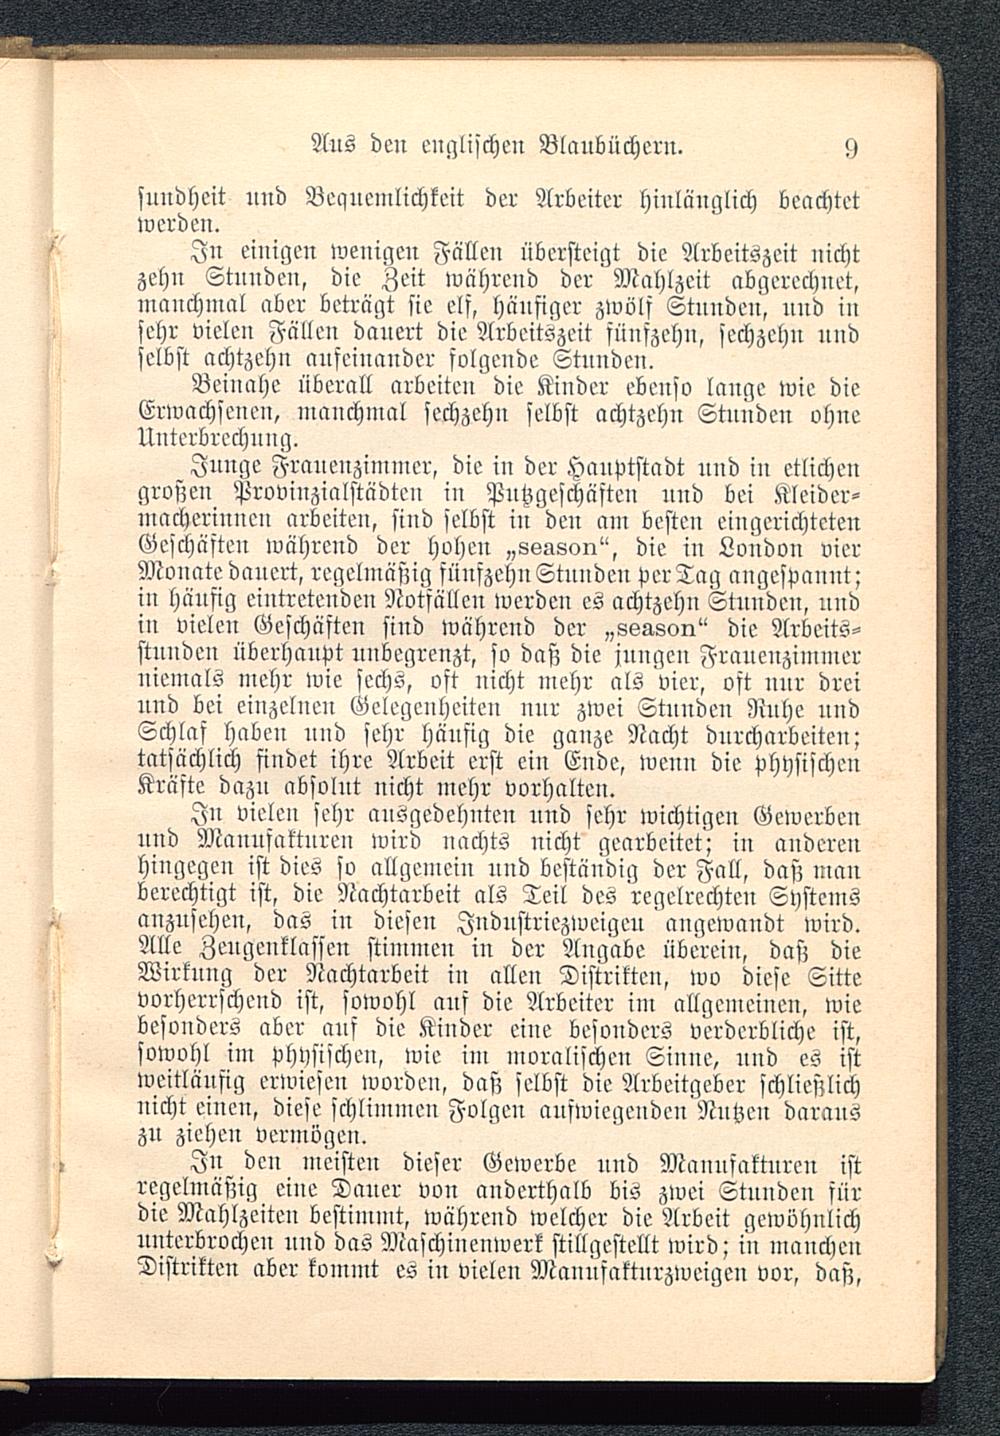 Aus den englischen Blaubüchern. 9
sundheit und Bequemlichkeit der Arbeiter hinlänglich beachtet
werden.
In einigen wenigen Fällen übersteigt die Arbeitszeit nicht
zehn Stunden, die Zeit während der Mahlzeit abgerechnet,
manchmal aber beträgt sie elf, häufiger zwölf Stunden, und in
sehr vielen Fällen dauert die Arbeitszeit fünfzehn, sechzehn und
selbst achtzehn aufeinander folgende Stunden.
Beinahe überall arbeiten die Kinder ebenso lange wie die
Erwachsenen, manchmal sechzehn selbst achtzehn Stunden ohne
Unterbrechung.
Junge Frauenzimmer, die in der Hauptstadt und in etlichen
großen Provinzialstädten in Putzgeschäften und bei Kleider-
macherinnen arbeiten, sind selbst in den am besten eingerichteten
Geschäften während der hohen „season“, die in London vier
Monate dauert, regelmäßig fünfzehn Stunden per Tag angespannt;
in häufig eintretenden Notfällen werden es achtzehn Stunden, und
in vielen Geschäften sind während der „season“ die Arbeits-
stunden überhaupt unbegrenzt, so daß die jungen Frauenzimmer
niemals mehr wie sechs, oft nicht mehr als vier, oft nur drei
und bei einzelnen Gelegenheiten nur zwei Stunden Ruhe und
Schlaf haben und sehr häufig die ganze Nacht durcharbeiten;
tatsächlich findet ihre Arbeit erst ein Ende, wenn die physischen
Kräfte dazu absolut nicht mehr vorhalten.
In vielen sehr ausgedehnten und sehr wichtigen Gewerben
und Manufakturen wird nachts nicht gearbeitet; in anderen
hingegen ist dies so allgemein und beständig der Fall, daß man
berechtigt ist, die Nachtarbeit als Teil des regelrechten Systems
anzusehen, das in diesen Industriezweigen angewandt wird.
Alle Zeugenklassen stimmen in der Angabe überein, daß die
Wirkung der Nachtarbeit in allen Distrikten, wo diese Sitte
vorherrschend ist, sowohl auf die Arbeiter im allgemeinen, wie
besonders aber auf die Kinder eine besonders verderbliche ist,
sowohl im physischen, wie im moralischen Sinne, und es ist
weitläufig erwiesen worden, daß selbst die Arbeitgeber schließlich
nicht einen, diese schlimmen Folgen aufwiegenden Nutzen daraus
zu ziehen vermögen.
In den meisten dieser Gewerbe und Manufakturen ist
regelmäßig eine Dauer von anderthalb bis zwei Stunden für
die Mahlzeiten bestimmt, während welcher die Arbeit gewöhnlich
unterbrochen und das Maschinenwerk stillgestellt wird; in manchen
Distrikten aber kommt es in vielen Manufakturzweigen vor, daß,